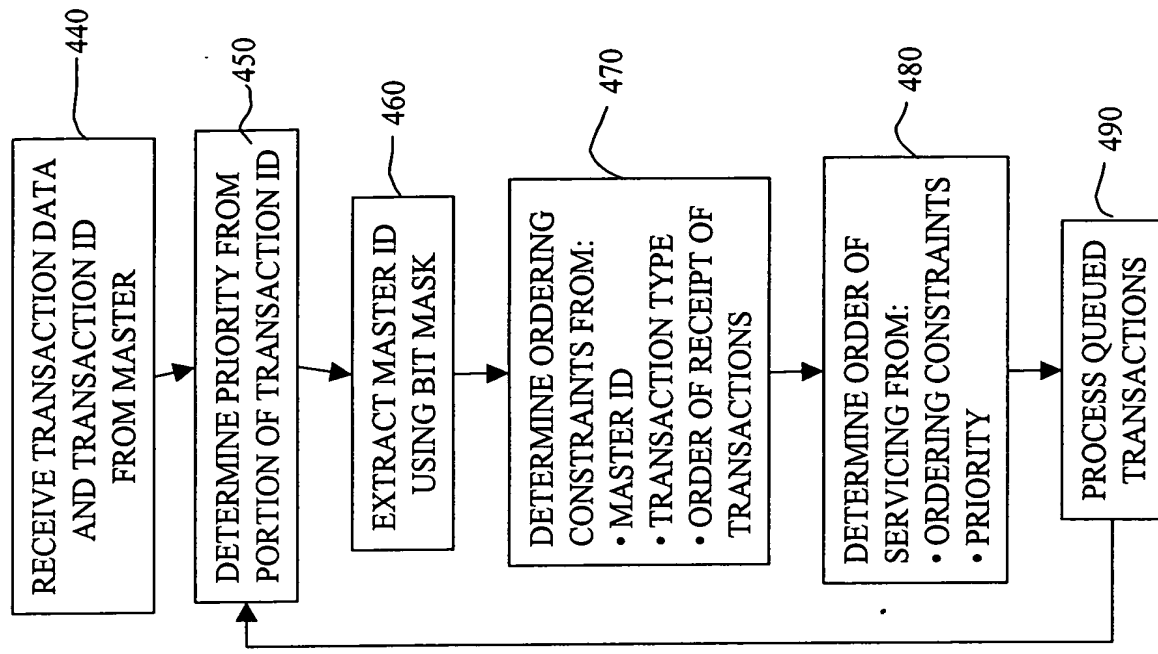 RECEIVE TRANSACTION DATA
AND TRANSACTION ID
FROM MASTER
440
DETERMINE PRIORITY FROM
PORTION OF TRANSACTION ID
450
EXTRACT MASTER ID
USING BIT MASK
460
DETERMINE ORDERING
CONSTRAINTS FROM:
• MASTER ID
• TRANSACTION TYPE
• ORDER OF RECEIPT OF
TRANSACTIONS
470
DETERMINE ORDER OF
SERVICING FROM:
• ORDERING CONSTRAINTS
• PRIORITY
480
PROCESS QUEUED
TRANSACTIONS
490